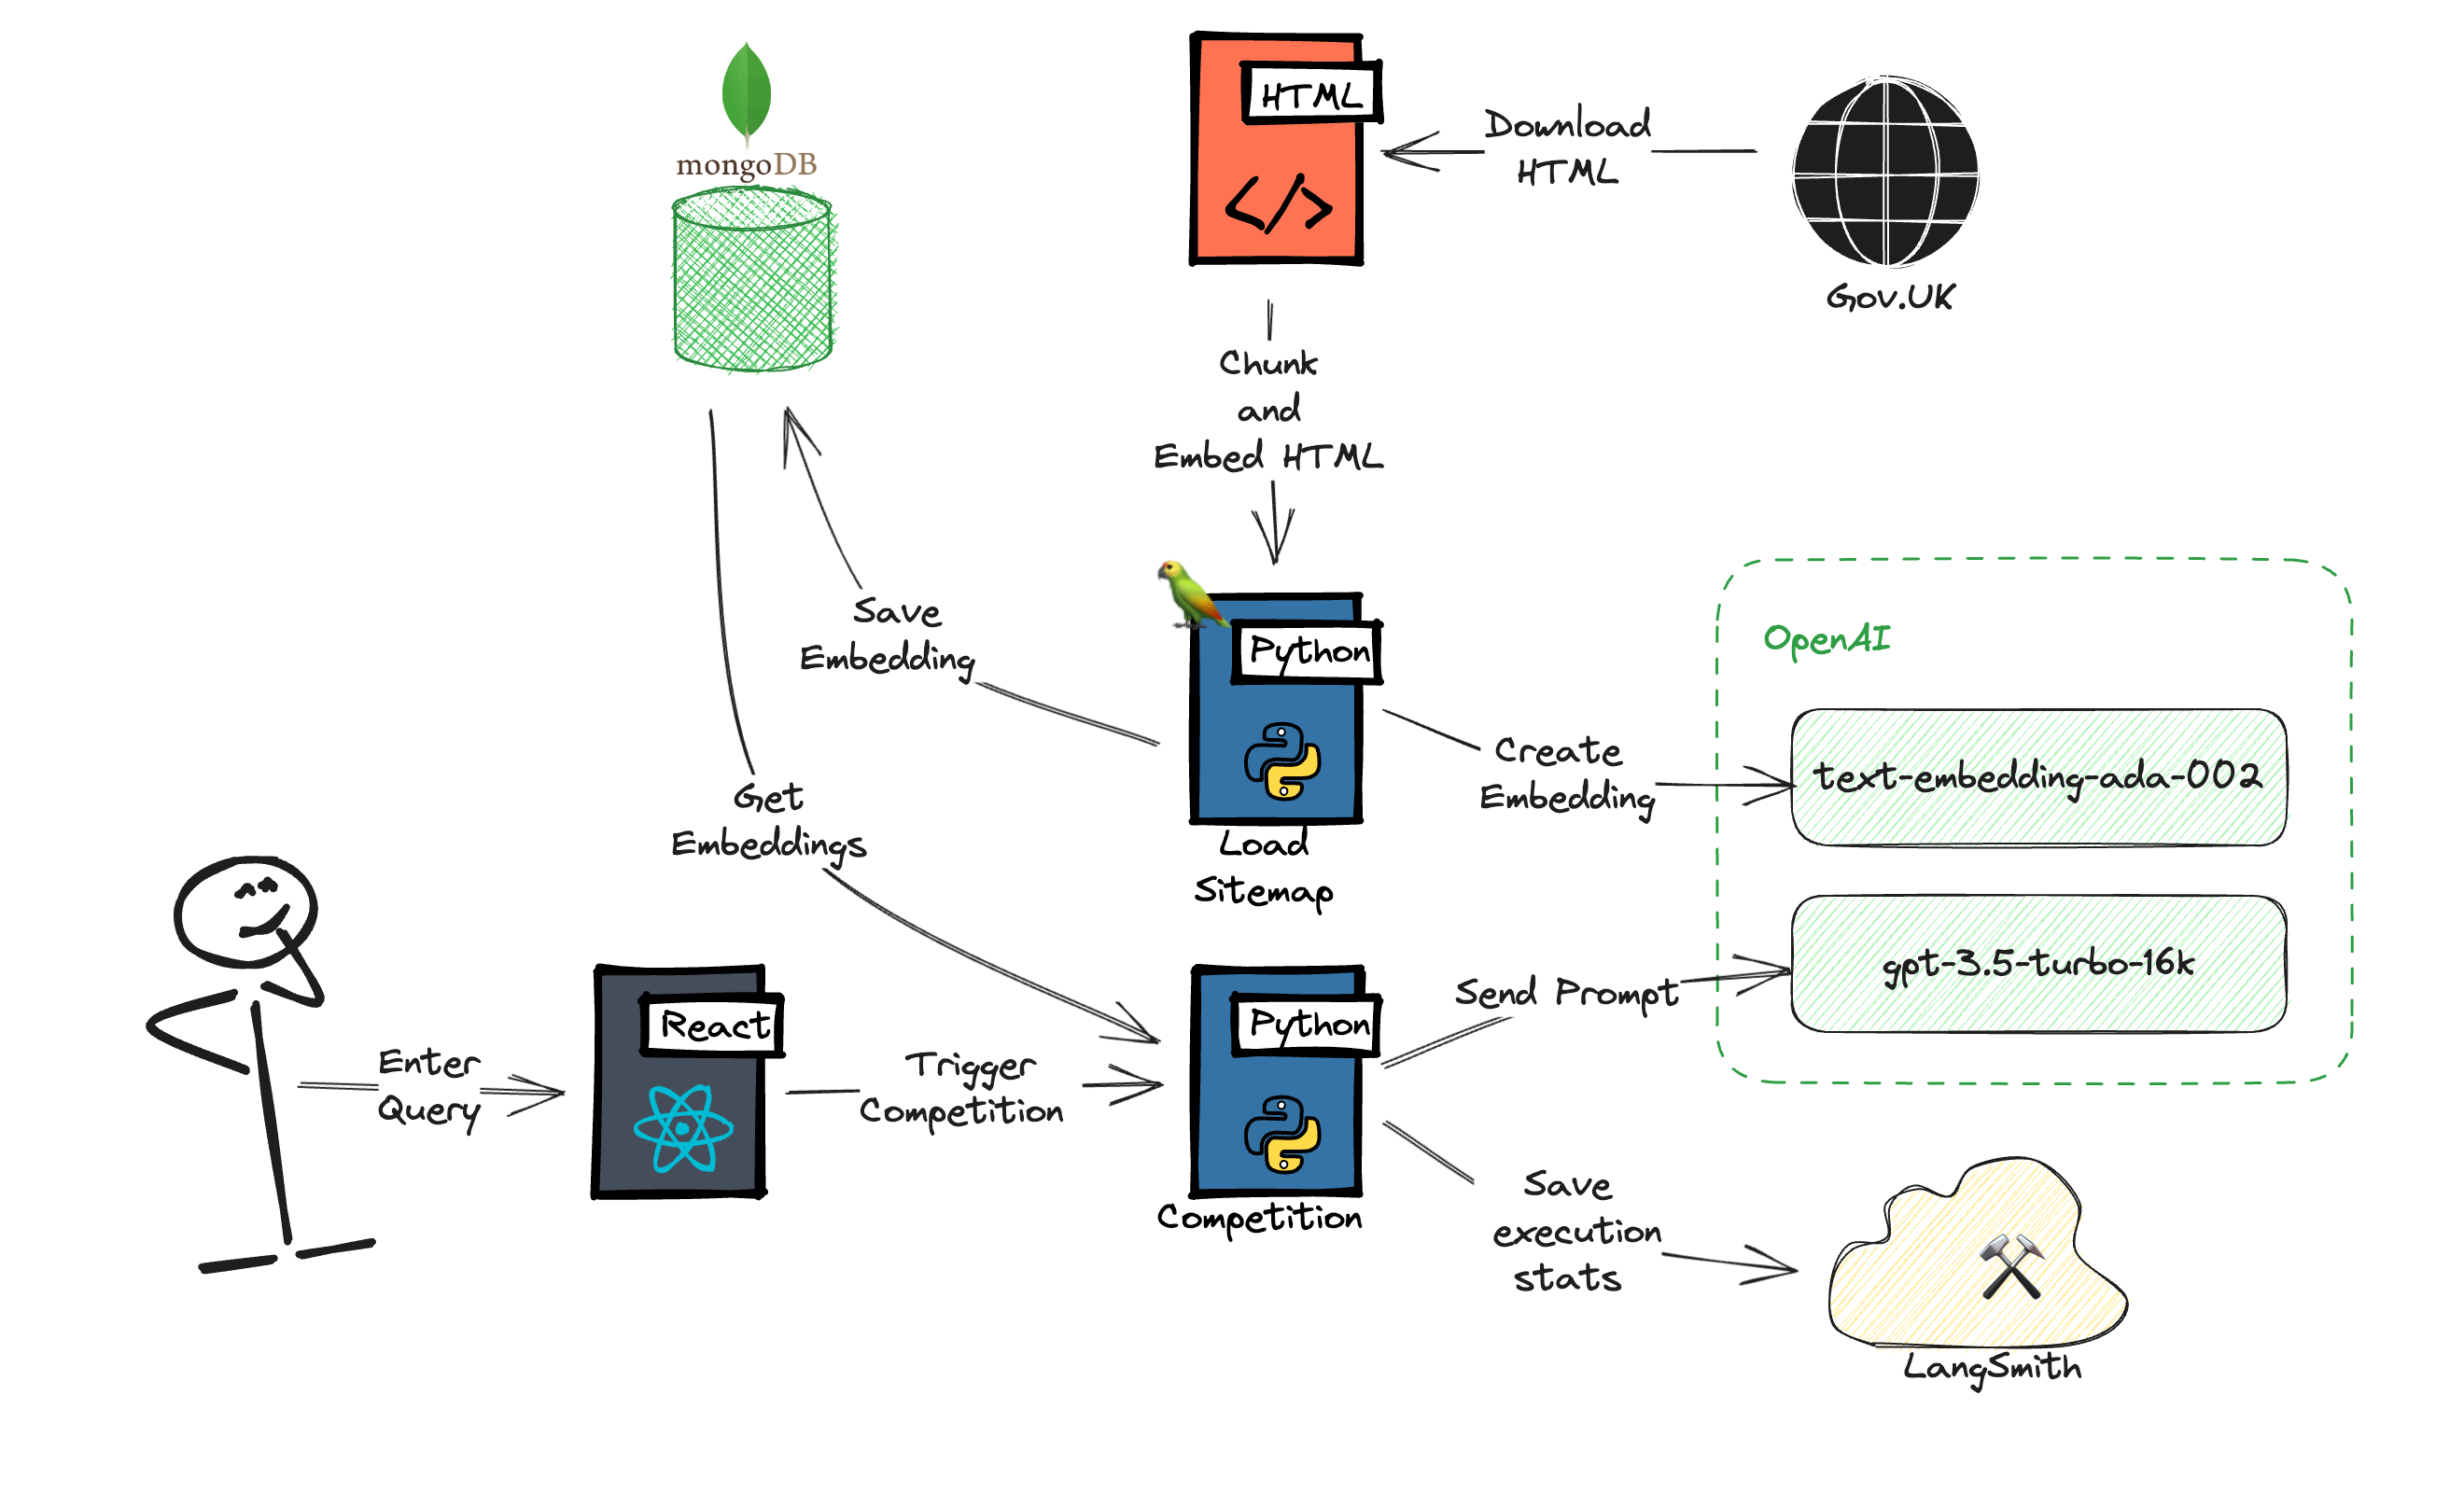 mongoDB
HTML
</>
Download
HTML
Gov.UK
Chunk
and
Embed HTML
Save
Embedding
Python
Load
Sitemap
OpenAI
Create
Embedding
text-embedding-ada-002
Get
Embeddings
gpt-3.5-turbo-16k
Send Prompt
Enter
Query
React
Trigger
Competition
Python
Competition
Save
execution
stats
LangSmith